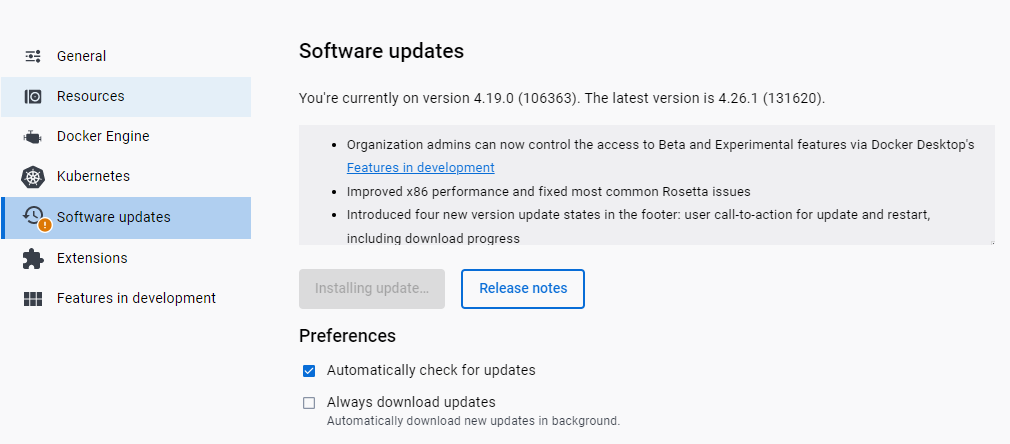 General
Resources
Docker Engine
Kubernetes
Software updates
Extensions
Features in development
Software updates
You're currently on version 4.19.0 (106363). The latest version is 4.26.1 (131620).
• Organization admins can now control the access to Beta and Experimental features via Docker Desktop's
Features in development
• Improved x86 performance and fixed most common Rosetta issues
• Introduced four new version update states in the footer: user call-to-action for update and restart,
including download progress
Installing update...
Release notes
Preferences
Automatically check for updates
Always download updates
Automatically download new updates in background.